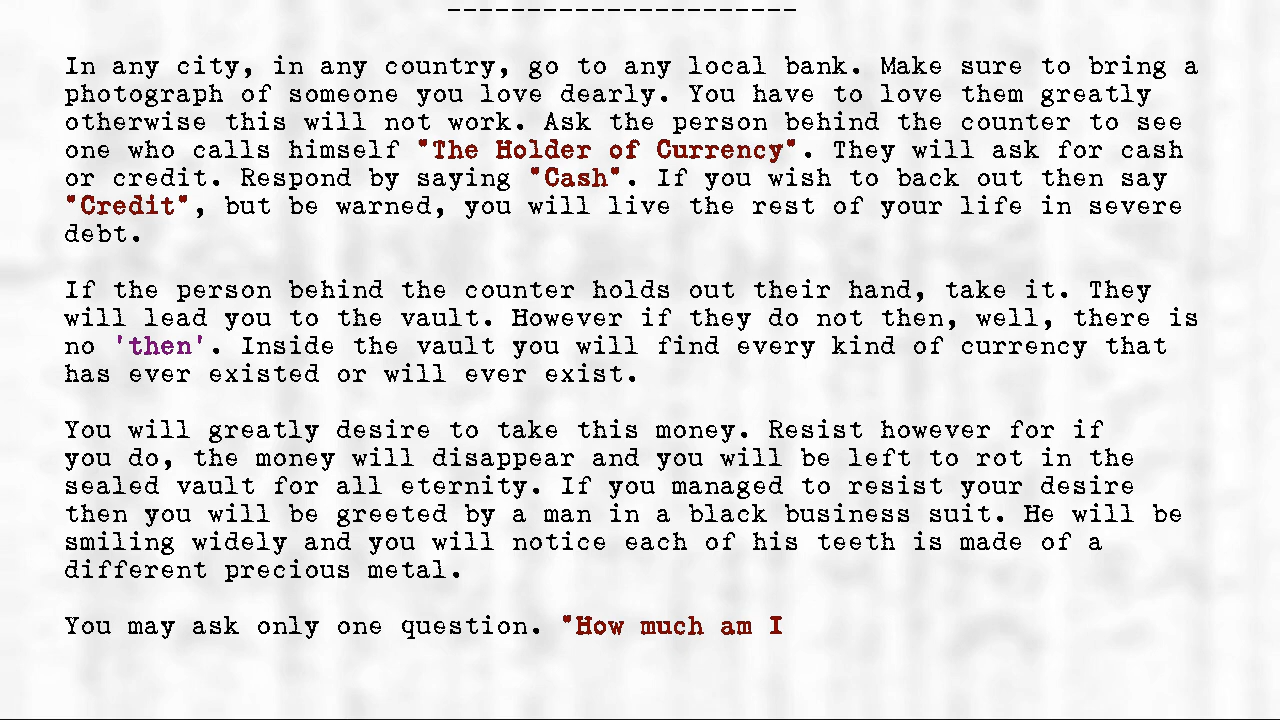 ----------------------
In any city, in any country, go to any local bank. Make sure to bring a
photograph of someone you love dearly. You have to love them greatly
otherwise this will not work. Ask the person behind the counter to see
one who calls himself "The Holder of Currency". They will ask for cash
or credit. Respond by saying "Cash". If you wish to back out then say
"Credit", but be warned, you will live the rest of your life in severe
debt.
If the person behind the counter holds out their hand, take it. They
will lead you to the vault. However if they do not then, well, there is
no 'then'. Inside the vault you will find every kind of currency that
has ever existed or will ever exist.
You will greatly desire to take this money. Resist however for if
you do, the money will disappear and you will be left to rot in the
sealed vault for all eternity. If you managed to resist your desire
then you will be greeted by a man in a black business suit. He will be
smiling widely and you will notice each of his teeth is made of a
different precious metal.
You may ask only one question. "How much am I